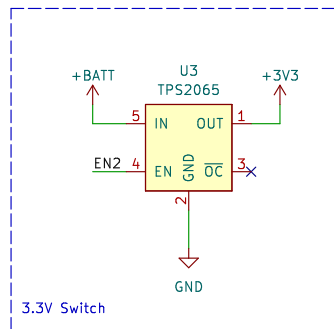 U3
TPS2065
+BATT
+3V3
5 IN OUT 1
EN2 4 EN GND OC 3
2
GND
3.3V Switch